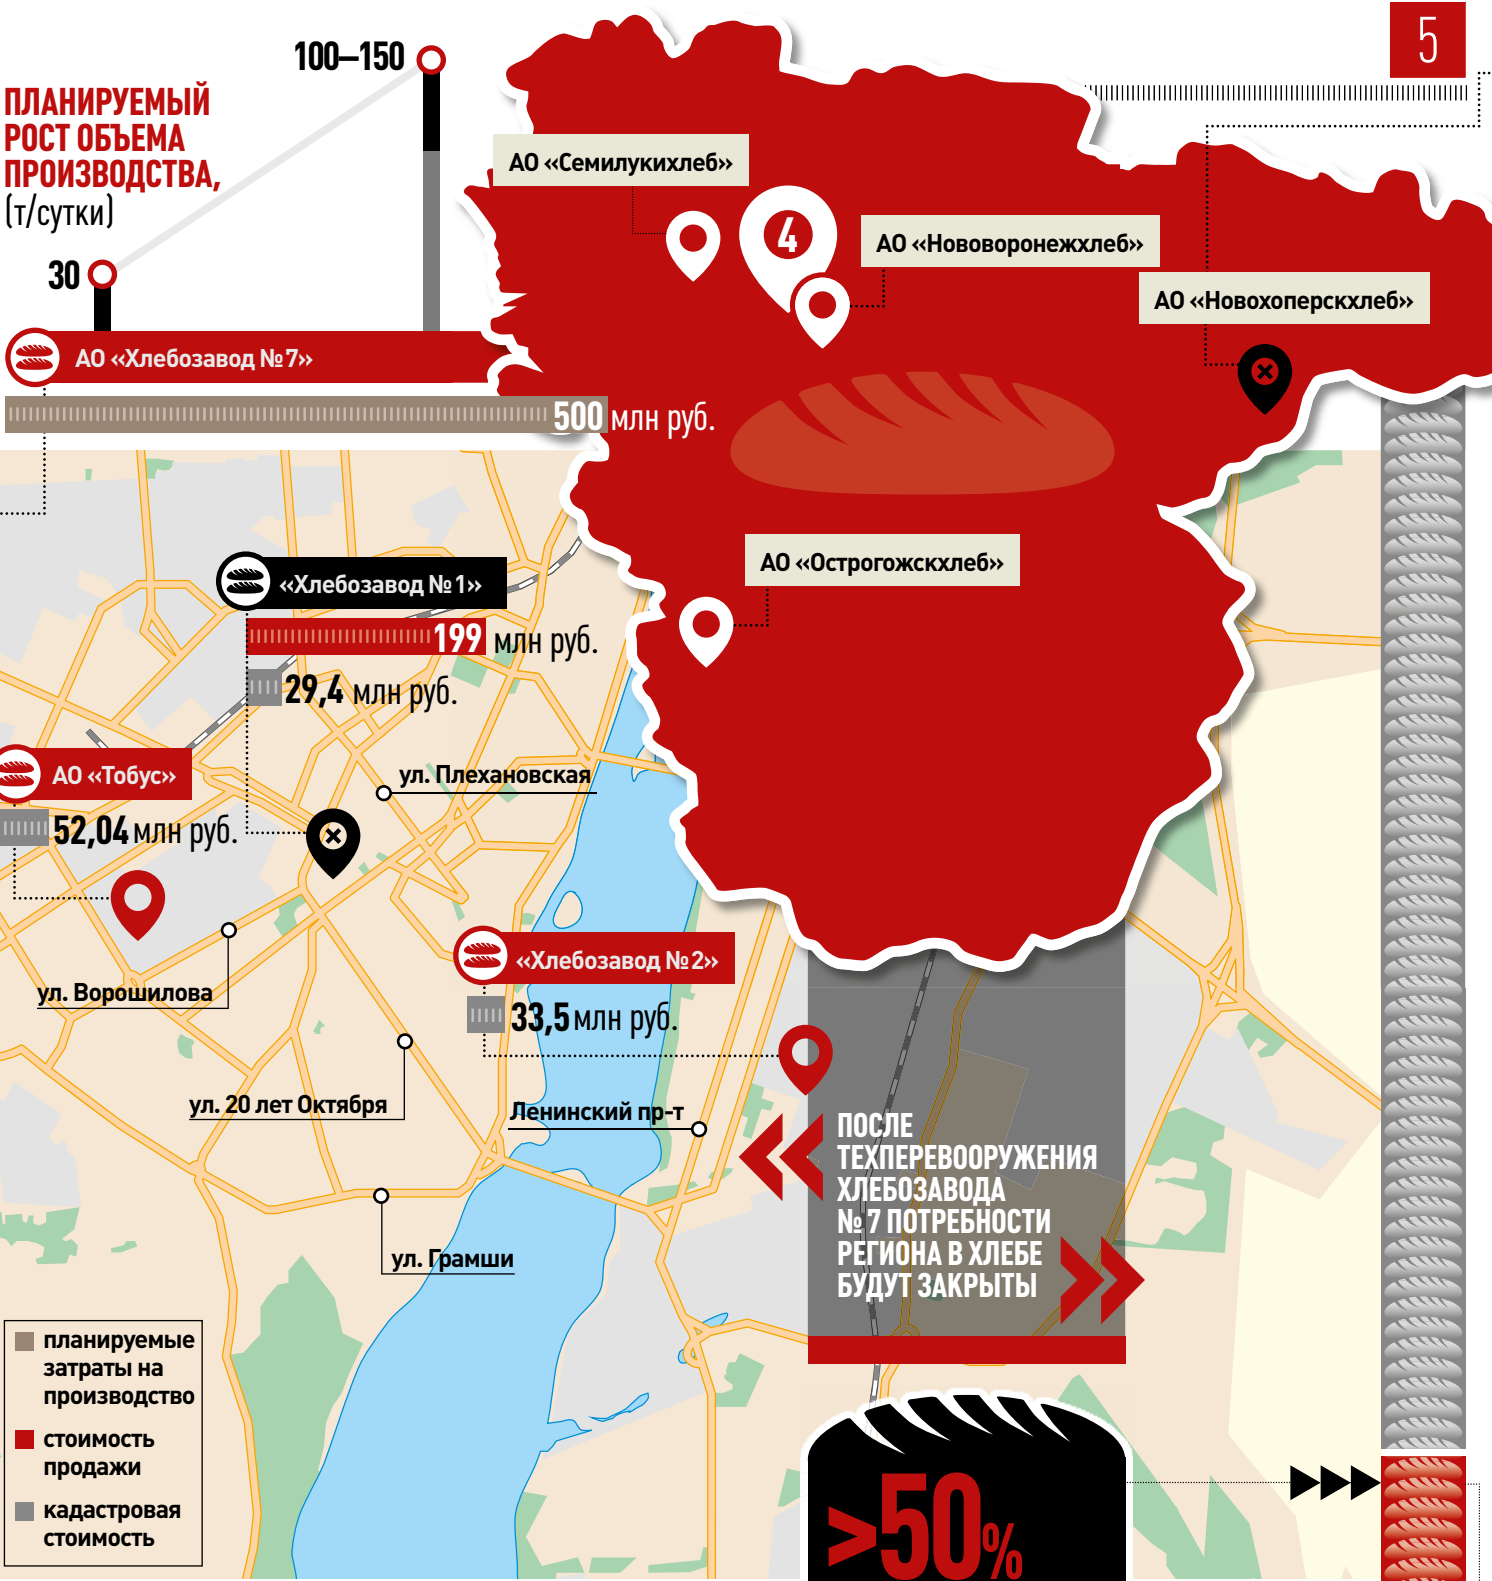 5
100–150
ПЛАНИРУЕМЫЙ
РОСТ ОБЪЕМА
ПРОИЗВОДСТВА,
(т/сутки)
30
АО «Хлебозавод №7»
500 млн руб.
АО «Семилукихлеб»
4
АО «Нововоронежхлеб»
АО «Новохоперскхлеб»
АО «Острогожскхлеб»
«Хлебозавод №1»
199 млн руб.
29,4 млн руб.
АО «Тобус»
52,04 млн руб.
ул. Плехановская
ул. Ворошилова
«Хлебозавод №2»
33,5 млн руб.
ул. 20 лет Октября
Ленинский пр-т
ул. Грамши
ПОСЛЕ
ТЕХПЕРЕВООРУЖЕНИЯ
ХЛЕБОЗАВОДА
№7 ПОТРЕБНОСТИ
РЕГИОНА В ХЛЕБЕ
БУДУТ ЗАКРЫТЫ
планируемые
затраты на
производство
стоимость
продажи
кадастровая
стоимость
>50%